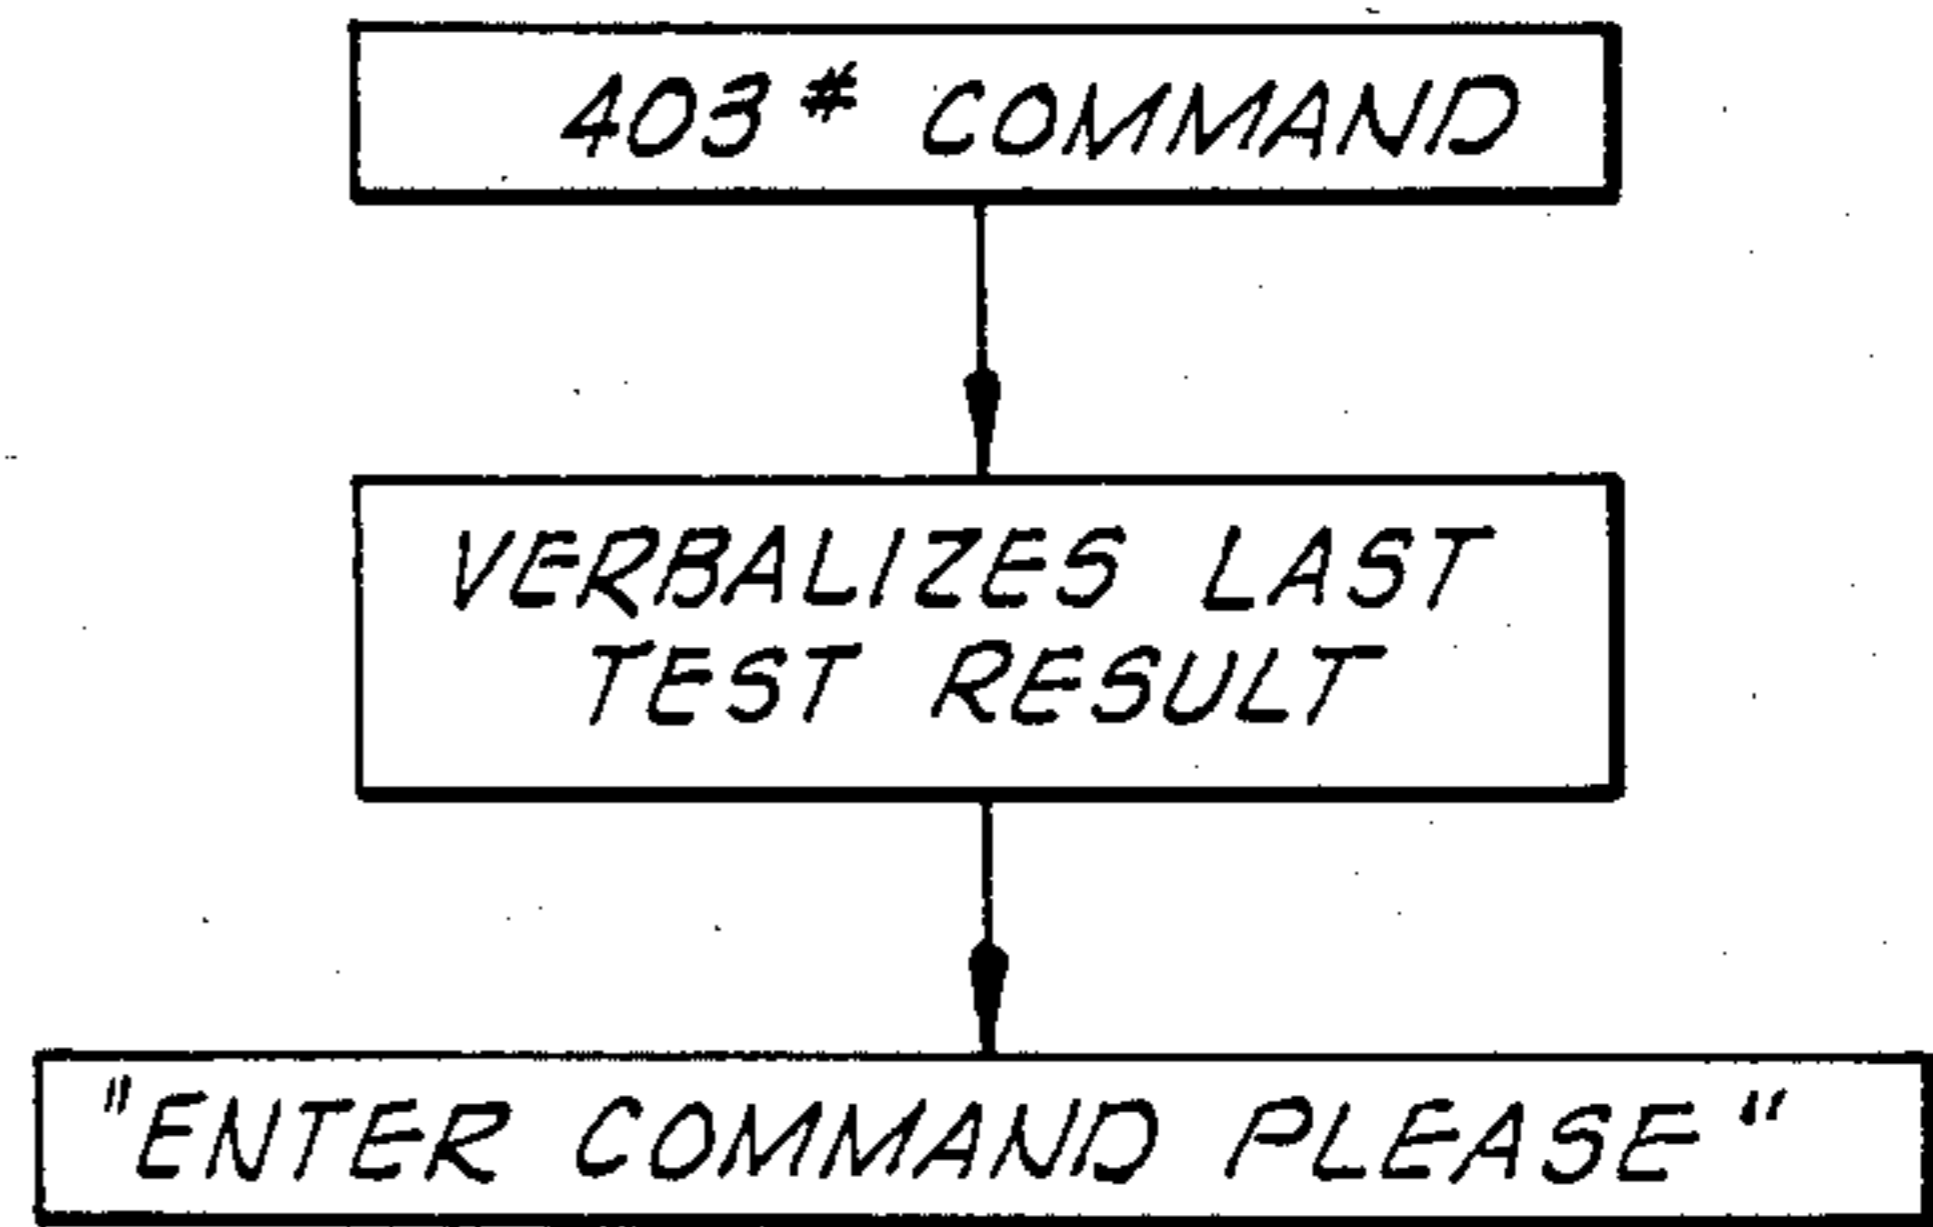 403# COMMAND
VERBALIZES LAST
TEST RESULT
"ENTER COMMAND PLEASE"